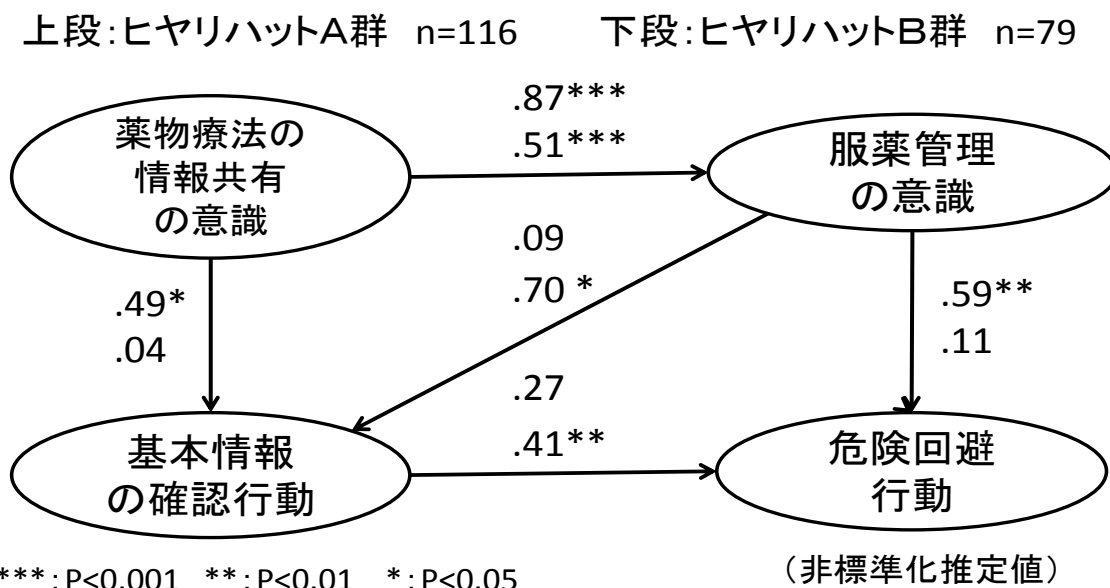 上段:ヒヤリハットA群 n=116 下段:ヒヤリハットB群 n=79
.87***
.51***
薬物療法の
情報共有
の意識
服薬管理
の意識
.09
.70 *
.49*
.04
.59**
.11
.27
.41**
基本情報
の確認行動
危険回避
行動
***:P<0.001 **:P<0.01 *:P<0.05
(非標準化推定値)